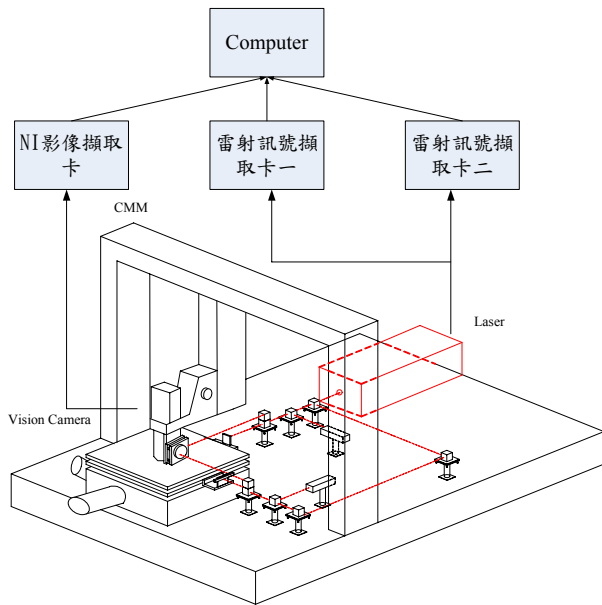 Computer
NI影像擷取
卡
雷射訊號擷
取卡一
雷射訊號擷
取卡二
CMM
Laser
Vision Camera